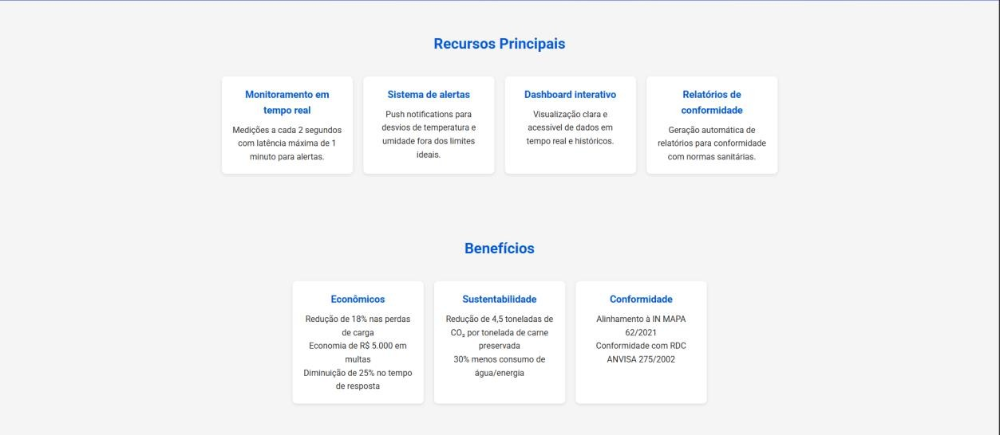 Recursos Principais
Monitoramento em
tempo real
Medições a cada 2 segundos
com latência máxima de 1
minuto para alertas.
Sistema de alertas
Push notifications para
desvios de temperatura e
umidade fora dos limites
ideais.
Dashboard interativo
Visualização clara e
acessível de dados em
tempo real e históricos.
Relatórios de
conformidade
Geração automática de
relatórios para conformidade
com normas sanitárias.
Benefícios
Econômicos
Redução de 18% nas perdas
de carga
Economia de R$ 5.000 em
multas
Diminuição de 25% no tempo
de resposta
Sustentabilidade
Redução de 4,5 toneladas de
CO₂ por tonelada de carne
preservada
30% menos consumo de
água/energia
Conformidade
Alinhamento à IN MAPA
62/2021
Conformidade com RDC
ANVISA 275/2002